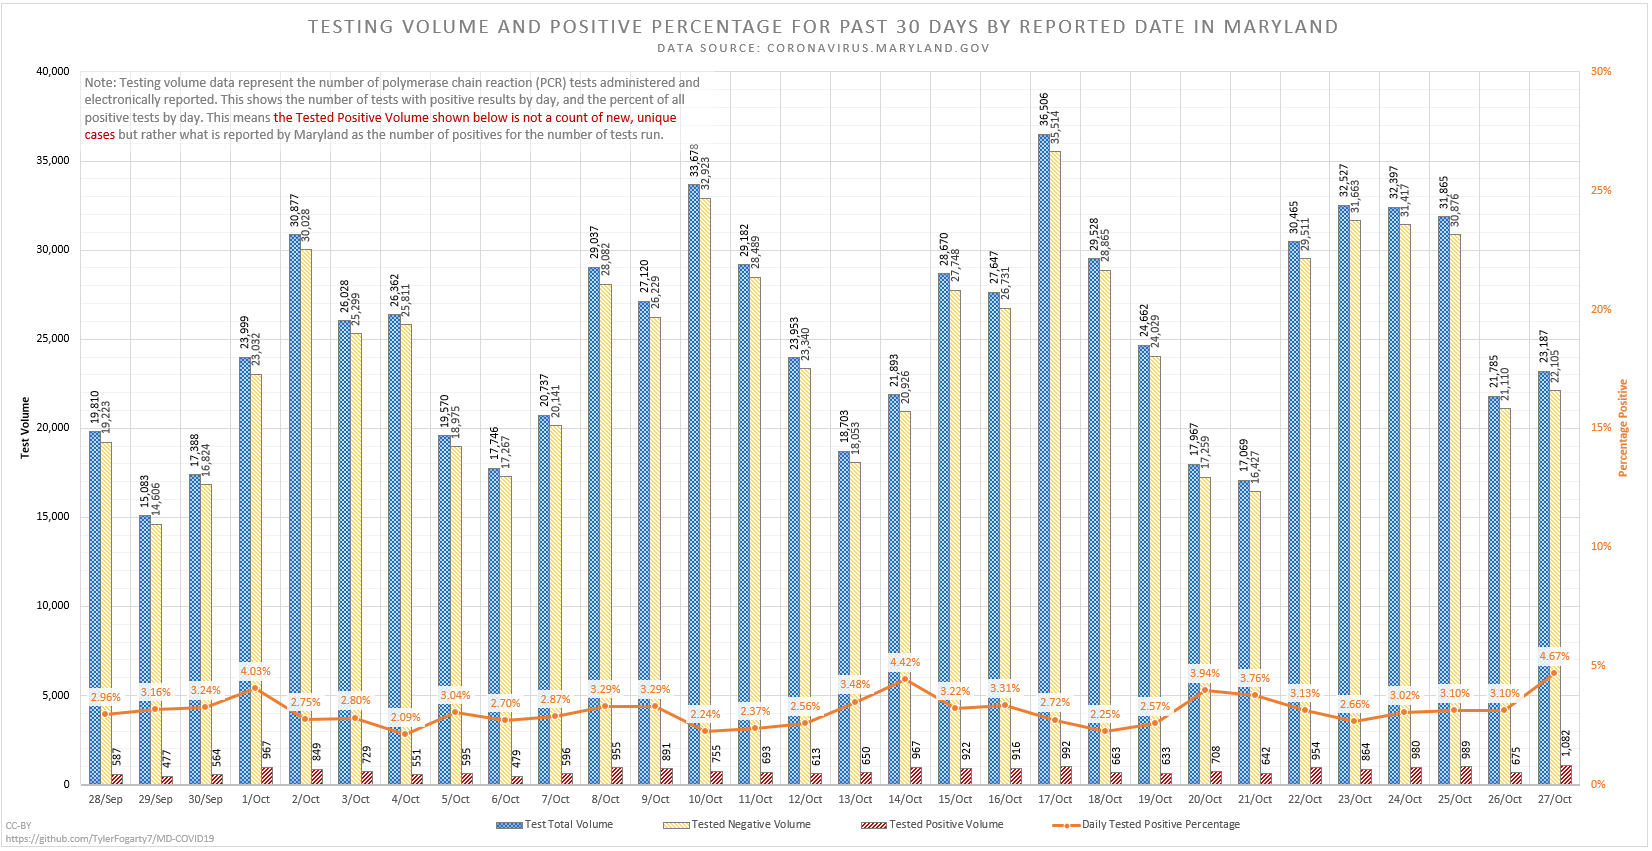 TESTING VOLUME AND POSITIVE PERCENTAGE FOR PAST 30 DAYS BY REPORTED DATE IN MARYLAND
DATA SOURCE: CORONAVIRUS.MARYLAND.GOV
Note: Testing volume data represent the number of polymerase chain reaction (PCR) tests administered and
electronically reported. This shows the number of tests with positive results by day, and the percent of all
positive tests by day. This means the Tested Positive Volume shown below is not a count of new, unique
cases but rather what is reported by Maryland as the number of positives for the number of tests run.
Test Volume
40,000
35,000
30,000
25,000
20,000
15,000
10,000
5,000
0
Percentage Positive
30%
25%
20%
15%
10%
5%
0%
19,810 19,223 2.96% 587 28/Sep
15,083 14,606 3.16% 477 29/Sep
17,388 16,824 3.24% 564 30/Sep
23,999 23,032 4.03% 967 1/Oct
30,877 30,028 2.75% 849 2/Oct
26,028 25,299 2.80% 729 3/Oct
26,362 25,811 2.09% 551 4/Oct
19,570 18,975 3.04% 595 5/Oct
17,746 17,267 2.70% 479 6/Oct
20,737 20,141 2.87% 596 7/Oct
29,037 28,082 3.29% 955 8/Oct
27,120 26,229 3.29% 891 9/Oct
33,678 32,923 2.24% 755 10/Oct
29,182 28,489 2.37% 693 11/Oct
23,953 23,340 2.56% 613 12/Oct
18,703 18,053 3.48% 650 13/Oct
21,893 20,926 4.42% 967 14/Oct
28,670 27,748 3.22% 922 15/Oct
27,647 26,731 3.31% 916 16/Oct
36,506 35,514 2.72% 992 17/Oct
29,528 28,865 2.25% 663 18/Oct
24,662 24,029 2.57% 633 19/Oct
17,967 17,259 3.94% 708 20/Oct
17,069 16,427 3.76% 642 21/Oct
30,465 29,511 3.13% 954 22/Oct
32,527 31,663 2.66% 864 23/Oct
32,397 31,417 3.02% 980 24/Oct
31,865 30,876 3.10% 989 25/Oct
21,785 21,110 3.10% 675 26/Oct
23,187 22,105 4.67% 1,082 27/Oct
Test Total Volume
Tested Negative Volume
Tested Positive Volume
Daily Tested Positive Percentage
CC-BY
https://github.com/TylerFogarty7/MD-COVID19